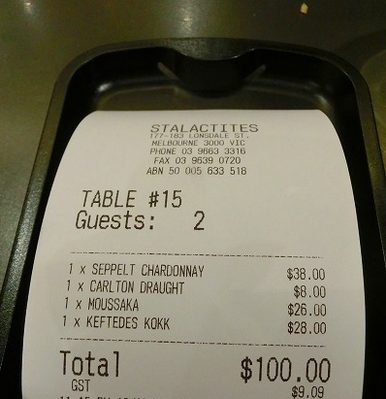 STALACTITES
177-183 LONSDALE ST.
MELBOURNE 3000 VIC
PHONE 03 9663 3316
FAX 03 9639 0720
ABN 50 005 633 518
TABLE #15
Guests: 2
1 x SEPPELT CHARDONNAY $38.00
1 x CARLTON DRAUGHT $8.00
1 x MOUSSAKA $26.00
1 x KEFTEDES KOKK $28.00
Total $100.00
GST $9.09